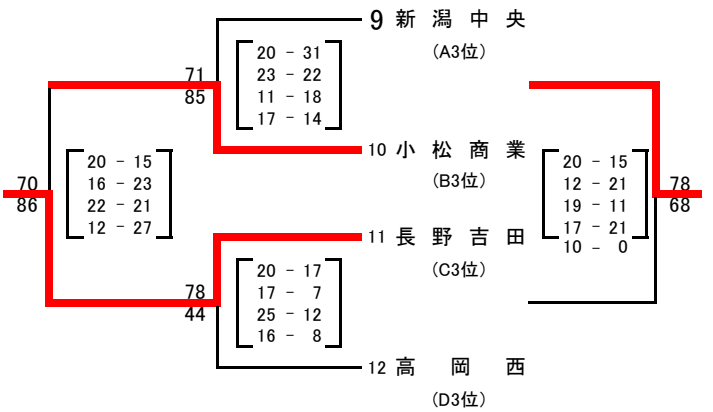 9 新潟中央
(A3位)
71
85
20 - 31
23 - 22
11 - 18
17 - 14
10 小松商業
(B3位)
70
86
20 - 15
16 - 23
22 - 21
12 - 27
11 長野吉田
(C3位)
78
44
20 - 17
17 - 7
25 - 12
16 - 8
12 高岡西
(D3位)
20 - 15
12 - 21
19 - 11
17 - 21
10 - 0
78
68